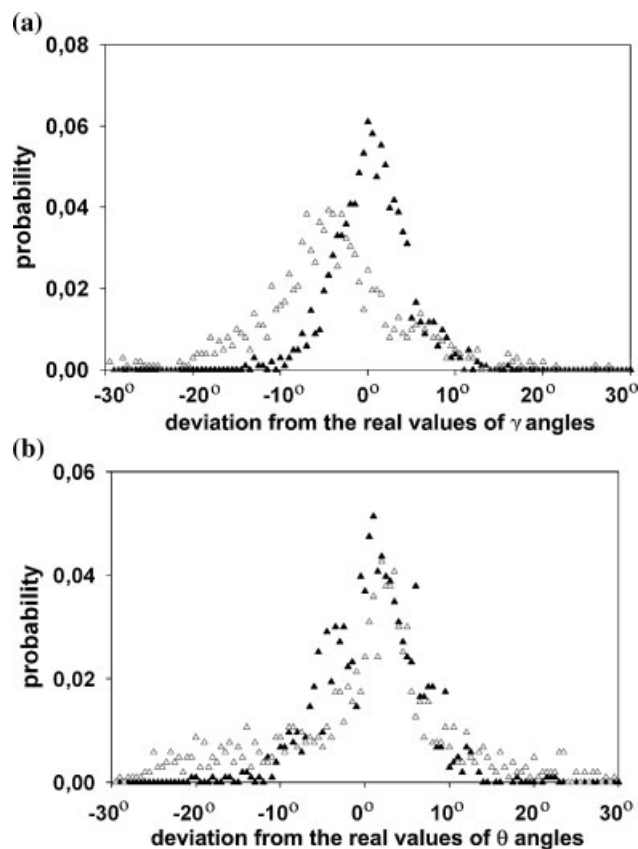 (a)
0,08
0,06
0,04
0,02
0,00
probability
-30° -20° -10° 0° 10° 20° 30°
deviation from the real values of γ angles
(b)
0,06
0,04
0,02
0,00
probability
-30° -20° -10° 0° 10° 20° 30°
deviation from the real values of θ angles